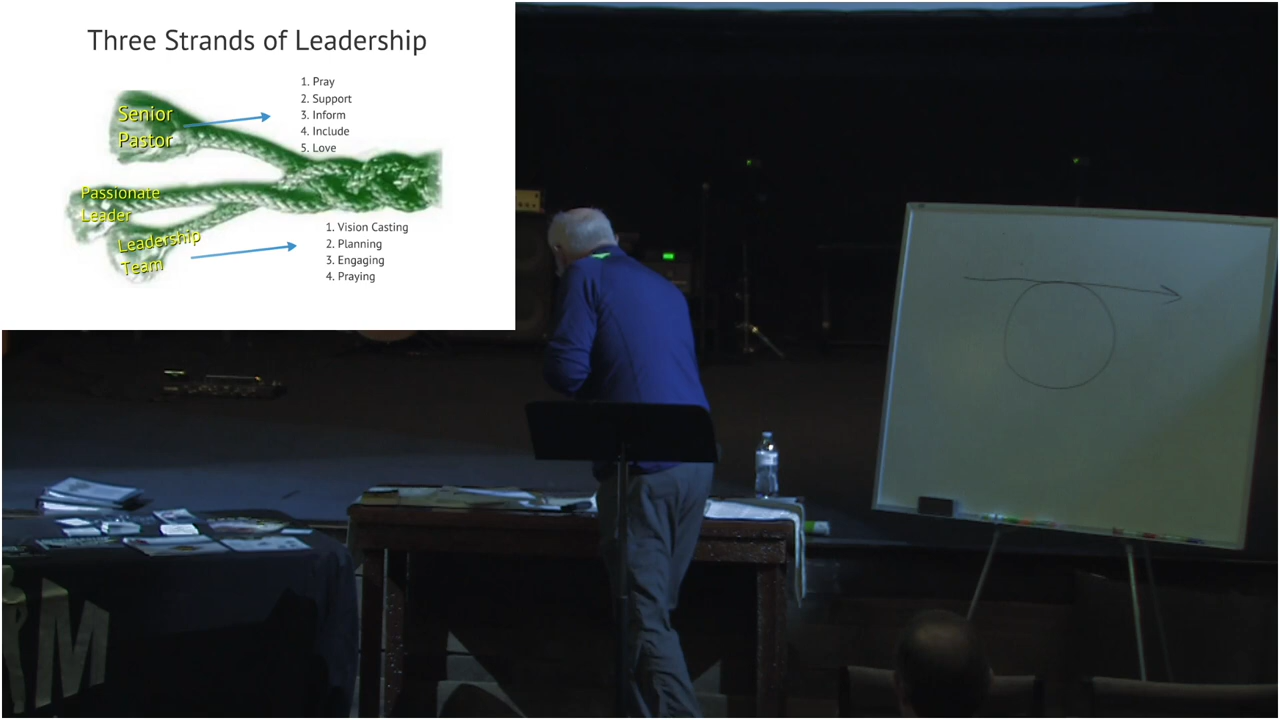 Three Strands of Leadership
1. Pray
2. Support
3. Inform
4. Include
5. Love
Senior
Pastor
Passionate
Leader
Leadership
Team
1. Vision Casting
2. Planning
3. Engaging
4. Praying
M